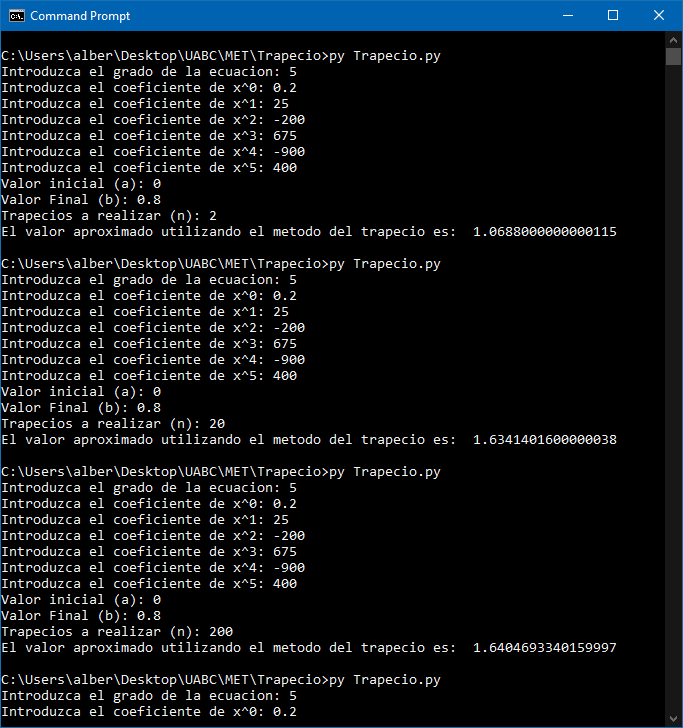 Command Prompt
C:\Users\alber\Desktop\UABC\MET\Trapecio>py Trapecio.py
Introduzca el grado de la ecuacion: 5
Introduzca el coeficiente de x^0: 0.2
Introduzca el coeficiente de x^1: 25
Introduzca el coeficiente de x^2: -200
Introduzca el coeficiente de x^3: 675
Introduzca el coeficiente de x^4: -900
Introduzca el coeficiente de x^5: 400
Valor inicial (a): 0
Valor Final (b): 0.8
Trapecios a realizar (n): 2
El valor aproximado utilizando el metodo del trapecio es:  1.0688000000000115
C:\Users\alber\Desktop\UABC\MET\Trapecio>py Trapecio.py
Introduzca el grado de la ecuacion: 5
Introduzca el coeficiente de x^0: 0.2
Introduzca el coeficiente de x^1: 25
Introduzca el coeficiente de x^2: -200
Introduzca el coeficiente de x^3: 675
Introduzca el coeficiente de x^4: -900
Introduzca el coeficiente de x^5: 400
Valor inicial (a): 0
Valor Final (b): 0.8
Trapecios a realizar (n): 20
El valor aproximado utilizando el metodo del trapecio es:  1.6341401600000038
C:\Users\alber\Desktop\UABC\MET\Trapecio>py Trapecio.py
Introduzca el grado de la ecuacion: 5
Introduzca el coeficiente de x^0: 0.2
Introduzca el coeficiente de x^1: 25
Introduzca el coeficiente de x^2: -200
Introduzca el coeficiente de x^3: 675
Introduzca el coeficiente de x^4: -900
Introduzca el coeficiente de x^5: 400
Valor inicial (a): 0
Valor Final (b): 0.8
Trapecios a realizar (n): 200
El valor aproximado utilizando el metodo del trapecio es:  1.6404693340159997
C:\Users\alber\Desktop\UABC\MET\Trapecio>py Trapecio.py
Introduzca el grado de la ecuacion: 5
Introduzca el coeficiente de x^0: 0.2